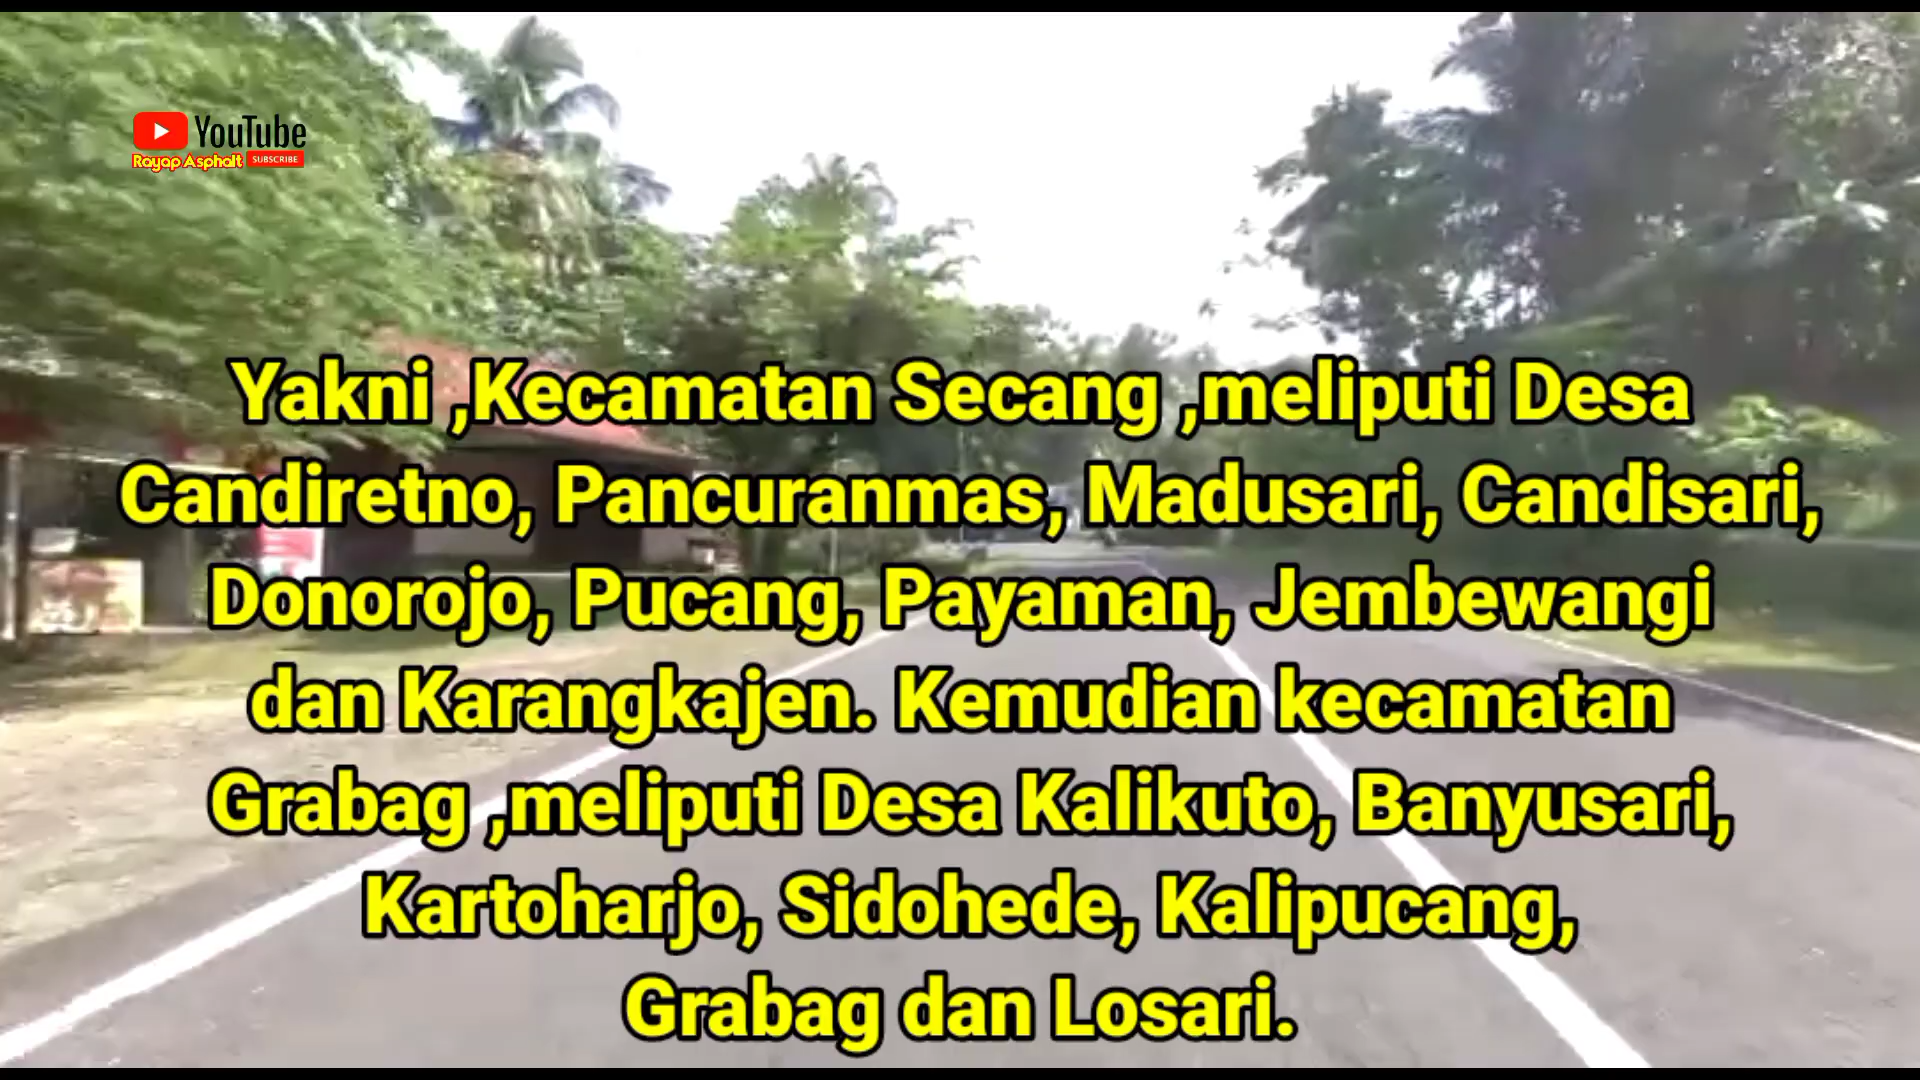 YouTube
Rayap Asphalt SUBSCRIBE
Yakni ,Kecamatan Secang ,meliputi Desa
Candiretno, Pancuranmas, Madusari, Candisari,
Donorojo, Pucang, Payaman, Jembewangi
dan Karangkajen. Kemudian kecamatan
Grabag ,meliputi Desa Kalikuto, Banyusari,
Kartoharjo, Sidohede, Kalipucang,
Grabag dan Losari.